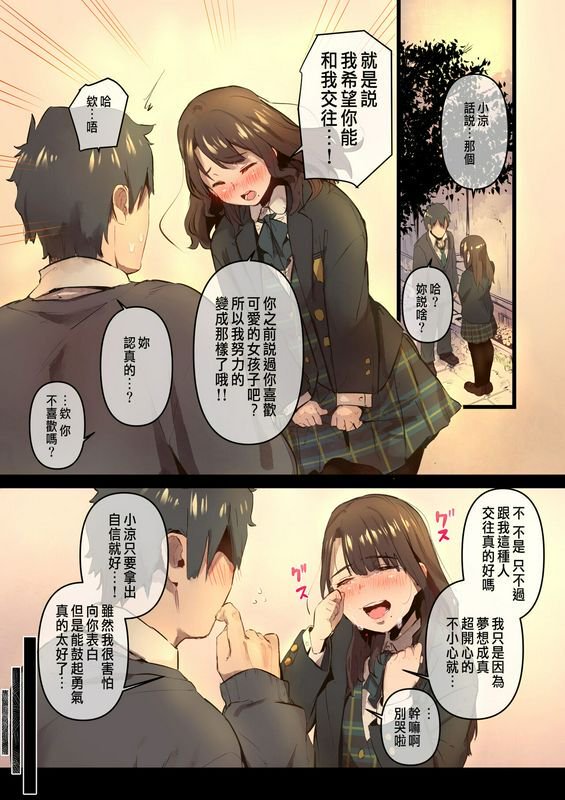 小涼
話說…那個
哈？
妳說啥？
就是說
我希望你能
和我交往…！
哈
欸…唔
你之前說過你喜歡
可愛的女孩子吧？
所以我努力的
變成那樣了哦!!
妳
認真的…？
…欸 你
不喜歡嗎？
不 不是 只不過
跟我這種人
交往真的好嗎
我只是因為
夢想成真
超開心的
不小心就…
グス
グス
…
幹嘛啊
別哭啦
小涼只要拿出
自信就好…！
雖然我很害怕
向你表白
但是能鼓起勇氣
真的太好了…